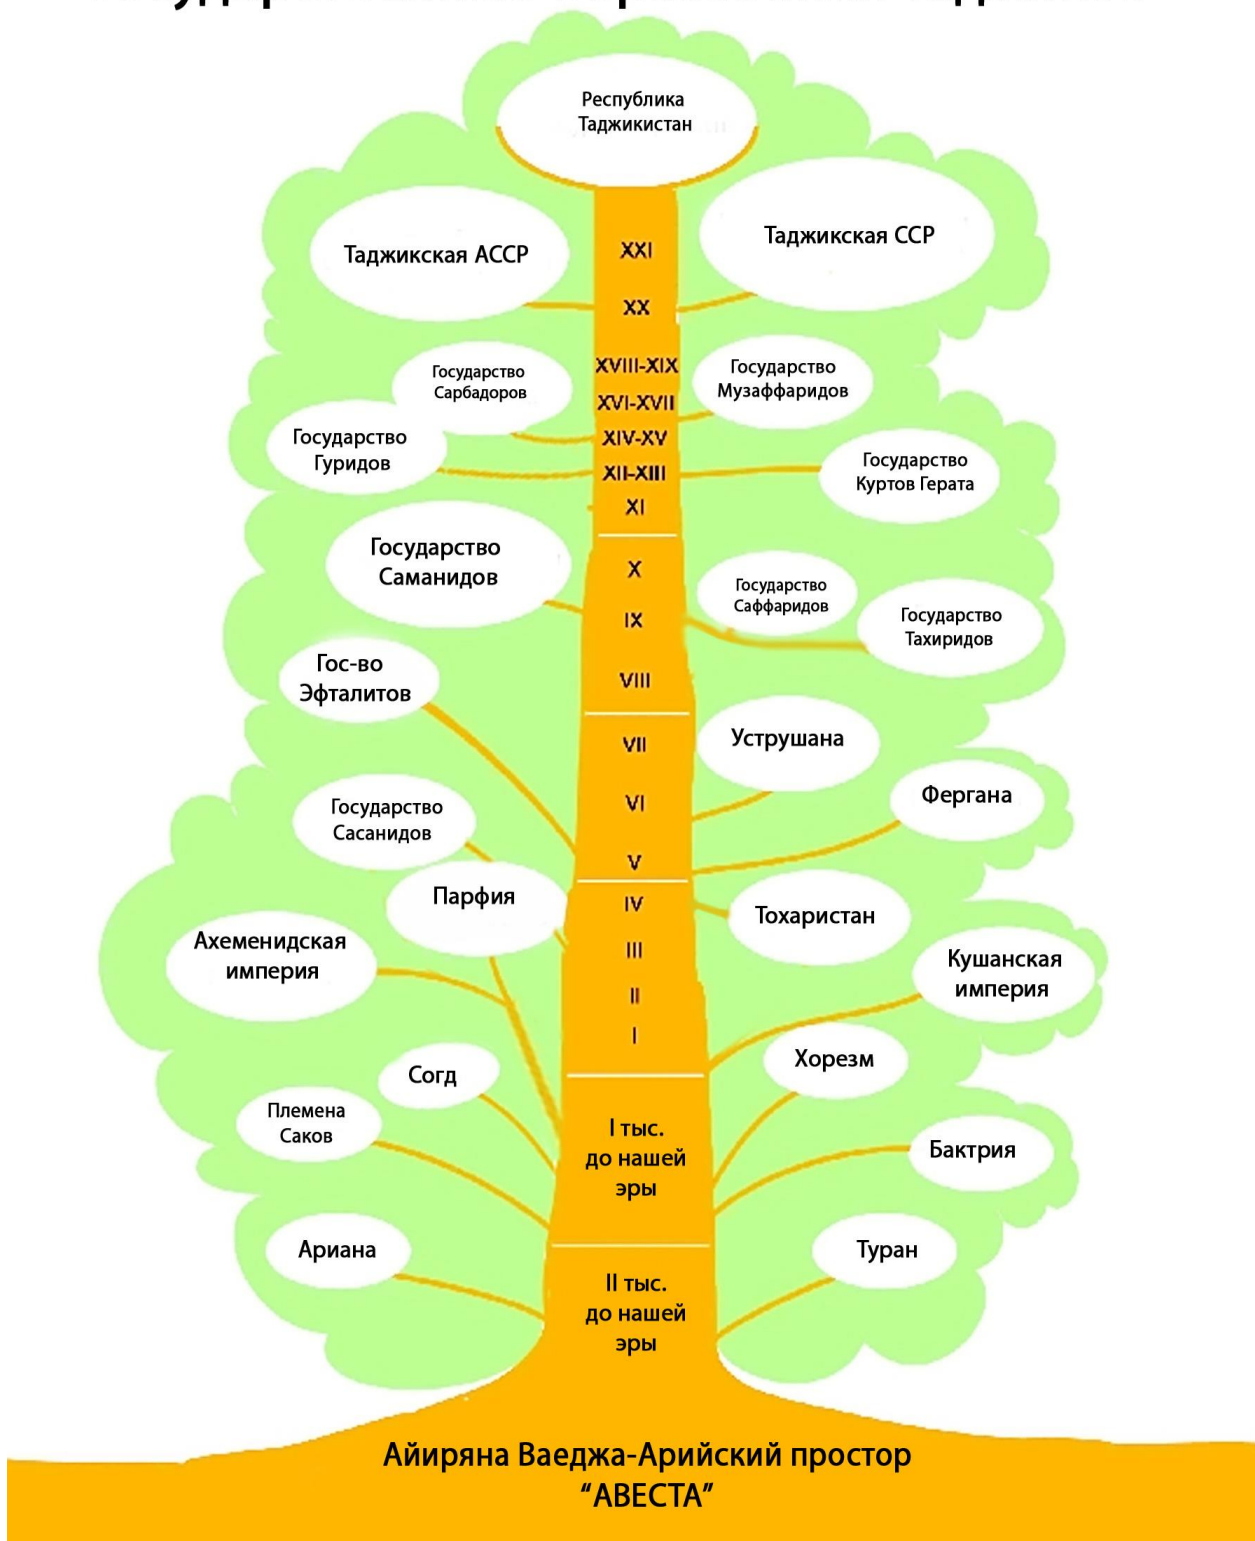 Республика
Таджикистан
Таджикская АССР
Таджикская ССР
XXI
XX
XVIII-XIX
Государство
Сарбадоров
Государство
Музаффаридов
XVI-XVII
XIV-XV
Государство
Гуридов
Государство
Куртов Герата
XII-XIII
XI
Государство
Саманидов
X
Государство
Саффаридов
Государство
Тахиридов
IX
VIII
Гос-во
Эфталитов
Уструшана
VII
VI
Фергана
Государство
Сасанидов
V
Парфия
IV
Тохаристан
Ахеменидская
империя
III
Кушанская
империя
II
I
Хорезм
Согд
Племена
Саков
I тыс.
до нашей
эры
Бактрия
Ариана
Туран
II тыс.
до нашей
эры
Айиряна Ваеджа-Арийский простор
“АВЕСТА”